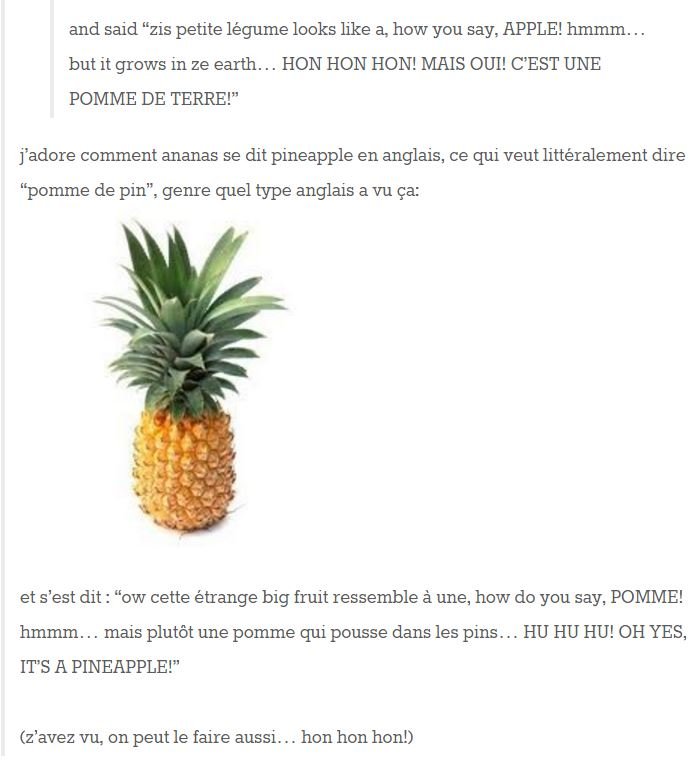 and said “zis petite légume looks like a, how you say, APPLE! hmmm…
but it grows in ze earth… HON HON HON! MAIS OUI! C’EST UNE
POMME DE TERRE!”
j’adore comment ananas se dit pineapple en anglais, ce qui veut littéralement dire
“pomme de pin”, genre quel type anglais a vu ça:
et s’est dit : “ow cette étrange big fruit ressemble à une, how do you say, POMME!
hmmm… mais plutôt une pomme qui pousse dans les pins… HU HU HU! OH YES,
IT’S A PINEAPPLE!”
(z’avez vu, on peut le faire aussi… hon hon hon!)